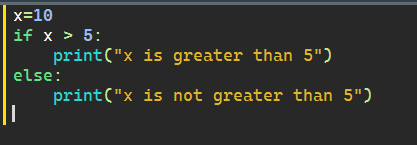 x=10
if x > 5:
    print("x is greater than 5")
else:
    print("x is not greater than 5")